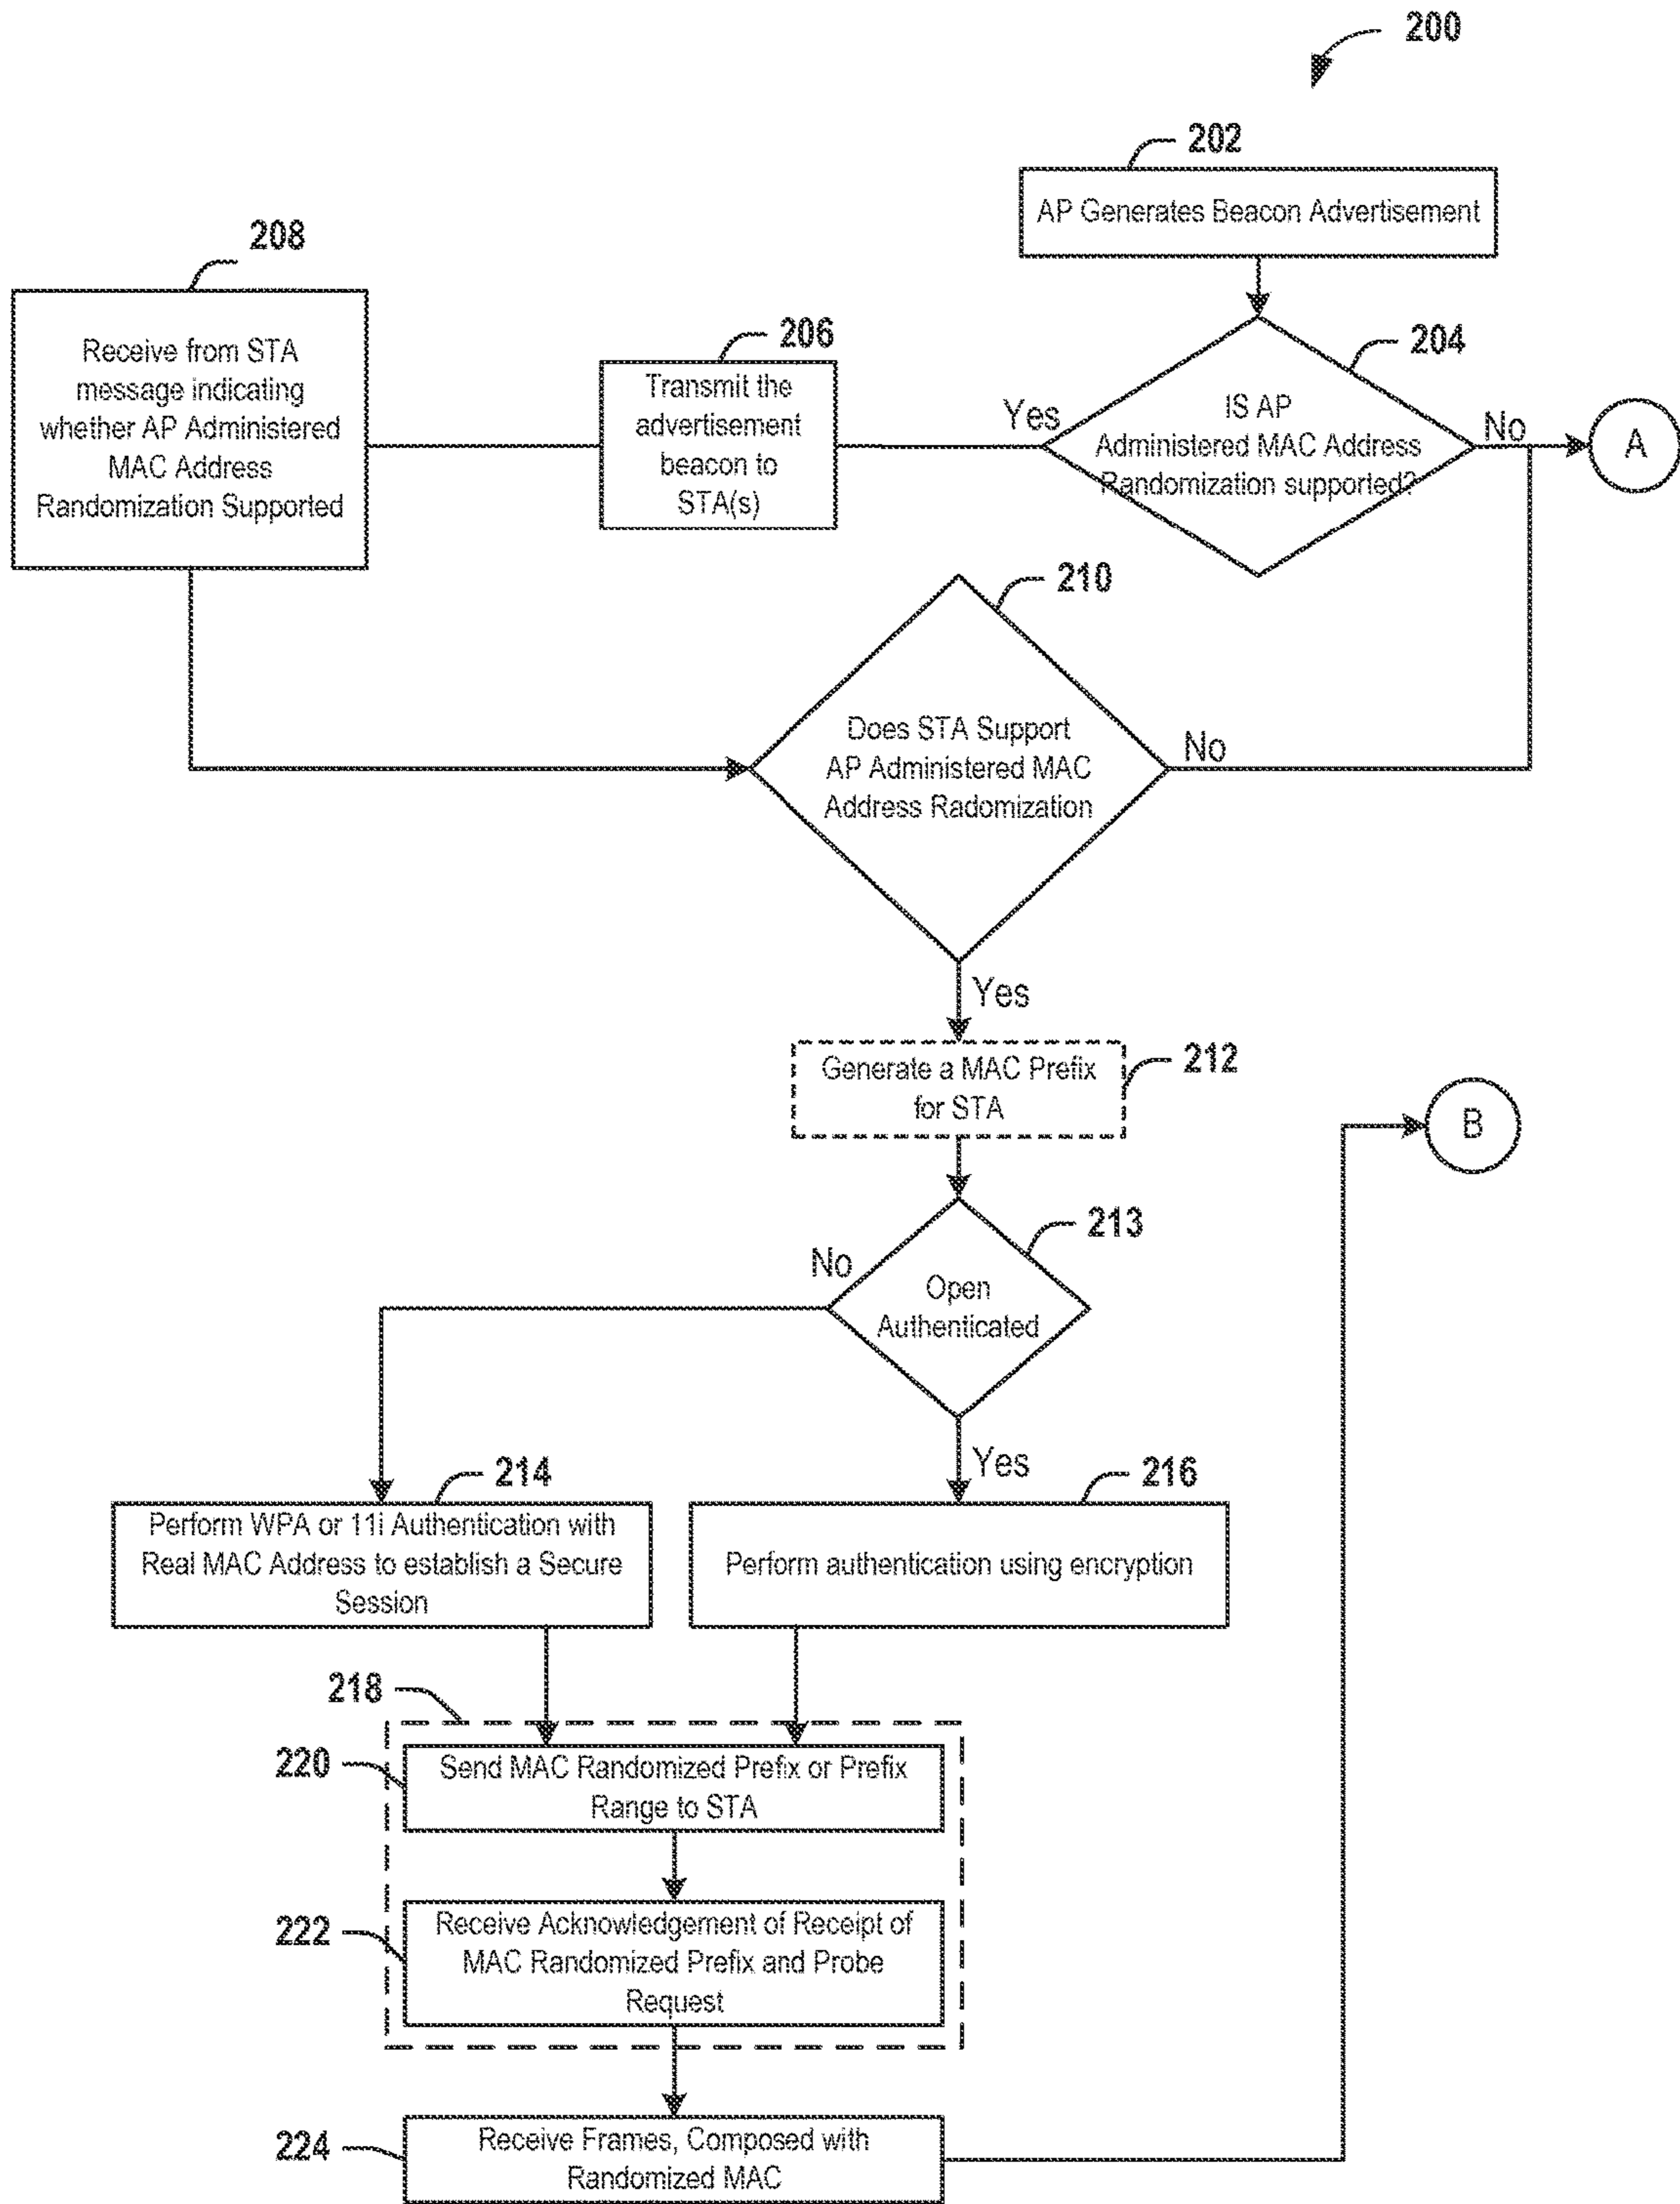 200
202
AP Generates Beacon Advertisement
208
Receive from STA
message indicating
whether AP Administered
MAC Address
Randomization Supported
206
Transmit the
advertisement
beacon to
STA(s)
204
Yes
IS AP
Administered MAC Address
Randomization supported?
No
A
210
Does STA Support
AP Administered MAC
Address Radomization
No
Yes
Generate a MAC Prefix
for STA
212
B
213
No
Open
Authenticated
Yes
214
Perform WPA or 11i Authentication with
Real MAC Address to establish a Secure
Session
216
Perform authentication using encryption
218
220
Send MAC Randomized Prefix or Prefix
Range to STA
222
Receive Acknowledgement of Receipt of
MAC Randomized Prefix and Probe
Request
224
Receive Frames, Composed with
Randomized MAC